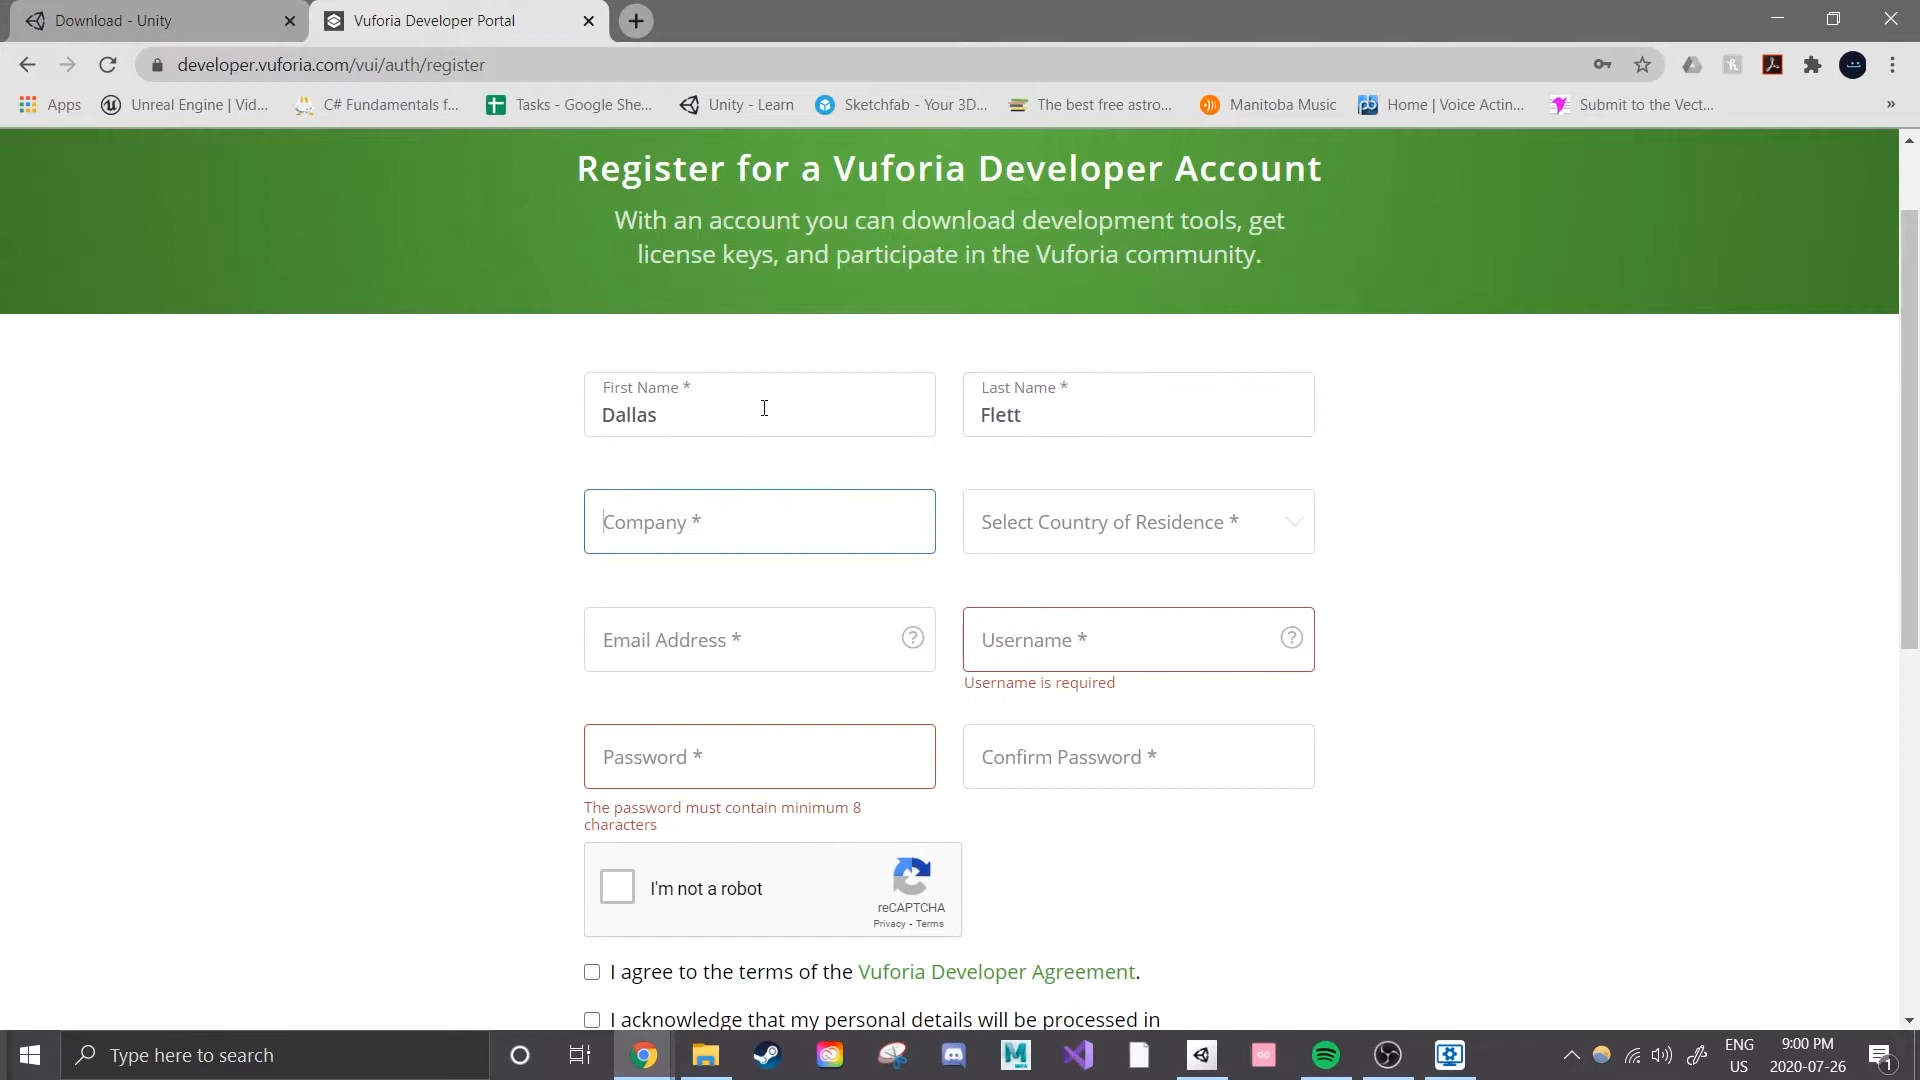 Download - Unity
Vuforia Developer Portal
developer.vuforia.com/vui/auth/register
Apps
Unreal Engine | Vid...
C# Fundamentals f...
Tasks - Google She...
Unity - Learn
Sketchfab - Your 3D...
The best free astro...
Manitoba Music
Home | Voice Actin...
Submit to the Vect...
»
Register for a Vuforia Developer Account
With an account you can download development tools, get
license keys, and participate in the Vuforia community.
First Name *
Dallas
Last Name *
Flett
Company *
Select Country of Residence *
Email Address *
?
Username *
?
Username is required
Password *
Confirm Password *
The password must contain minimum 8
characters
I'm not a robot
reCAPTCHA
Privacy - Terms
I agree to the terms of the Vuforia Developer Agreement.
I acknowledge that my personal details will be processed in
Type here to search
ENG
US
9:00 PM
2020-07-26
1